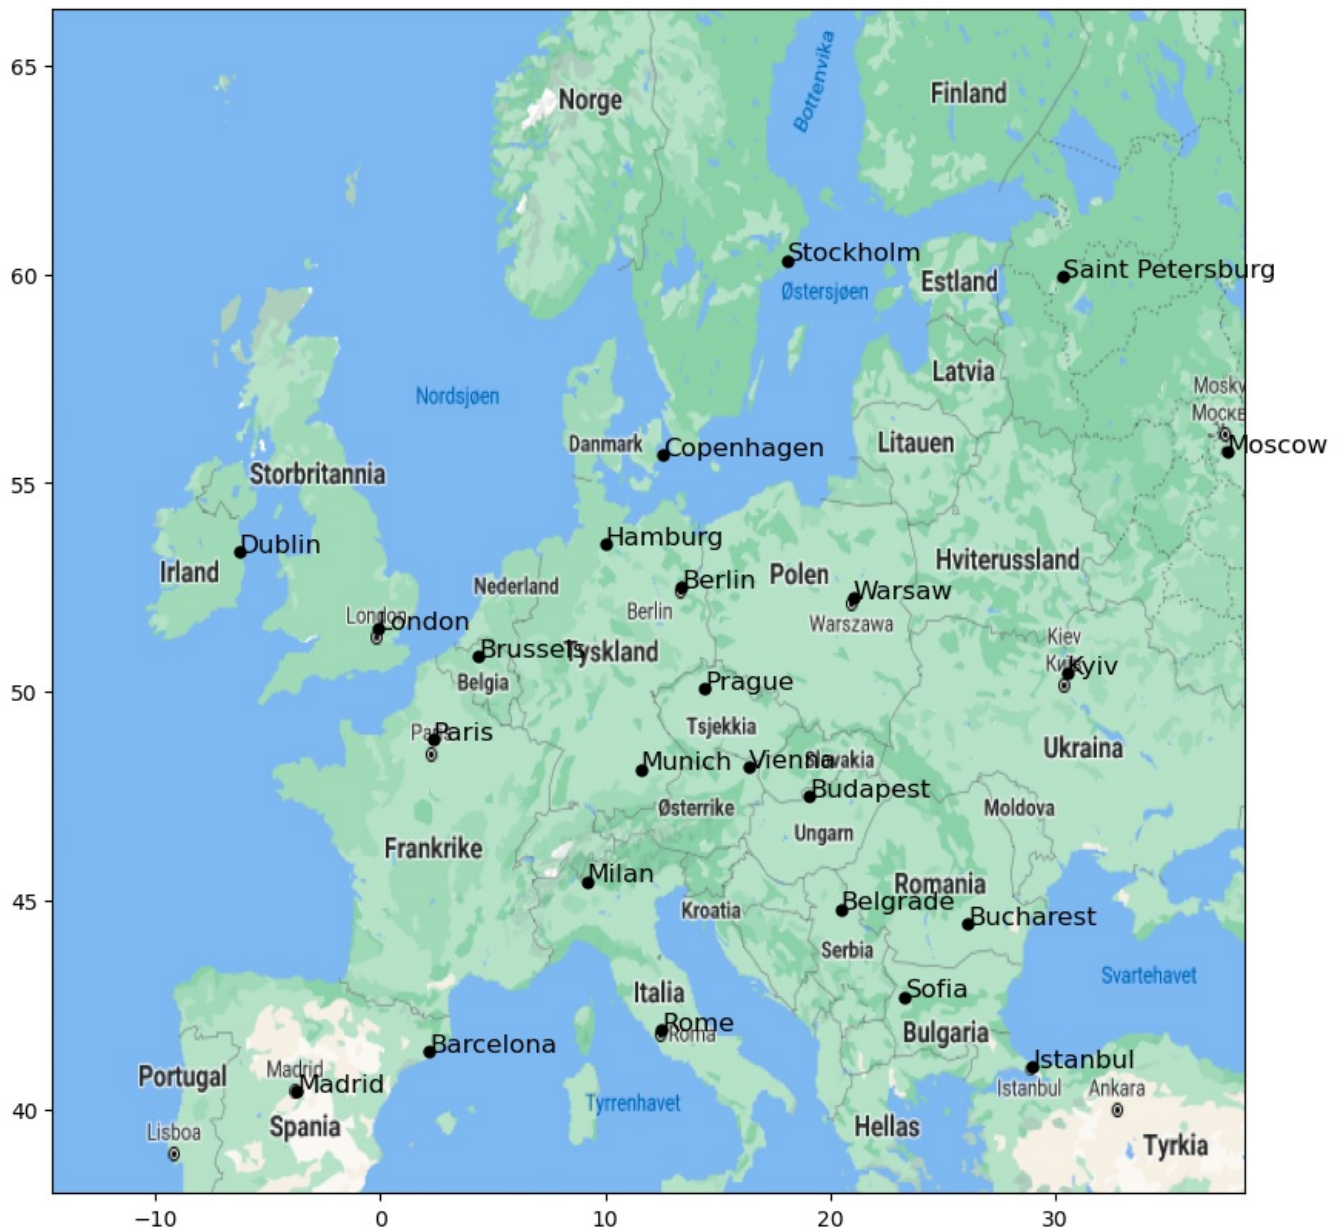 65
60
55
50
45
40
−10
0
10
20
30
Norge
Bottenvika
Finland
Stockholm
Østersjøen
Estland
Saint Petersburg
Nordsjøen
Latvia
Moskv
Москв
Moscow
Danmark
Copenhagen
Litauen
Storbritannia
Dublin
Irland
Hamburg
Nederland
Berlin
Berlin
Polen
Hviterussland
Warsaw
Warszawa
London
London
Brussels
Tyskland
Belgia
Kiev
Київ
Kyiv
Prague
Tsjekkia
Paris
Paris
Munich
Vienna
Slovakia
Ukraina
Budapest
Østerrike
Ungarn
Moldova
Frankrike
Milan
Romania
Kroatia
Belgrade
Bucharest
Serbia
Svartehavet
Italia
Sofia
Rome
Roma
Bulgaria
Barcelona
Istanbul
Istanbul
Ankara
Portugal
Madrid
Madrid
Tyrrenhavet
Lisboa
Spania
Hellas
Tyrkia